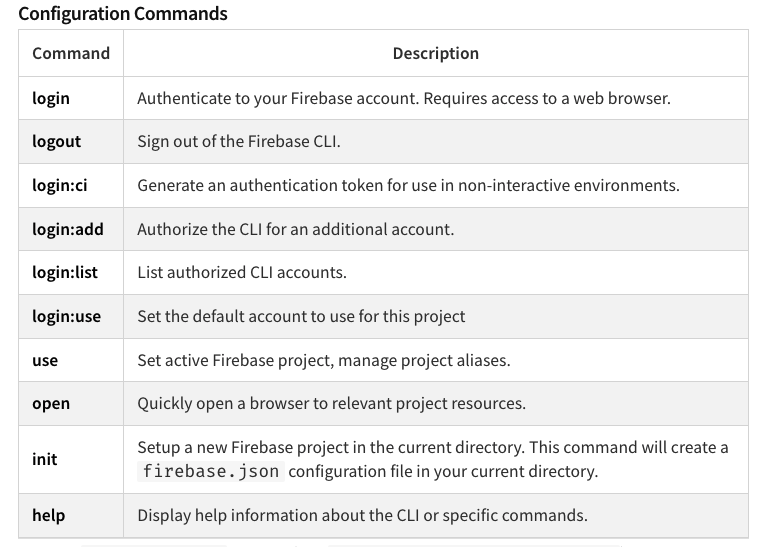 Configuration Commands
Command Description
login Authenticate to your Firebase account. Requires access to a web browser.
logout Sign out of the Firebase CLI.
login:ci Generate an authentication token for use in non-interactive environments.
login:add Authorize the CLI for an additional account.
login:list List authorized CLI accounts.
login:use Set the default account to use for this project
use Set active Firebase project, manage project aliases.
open Quickly open a browser to relevant project resources.
init Setup a new Firebase project in the current directory. This command will create a
firebase.json configuration file in your current directory.
help Display help information about the CLI or specific commands.